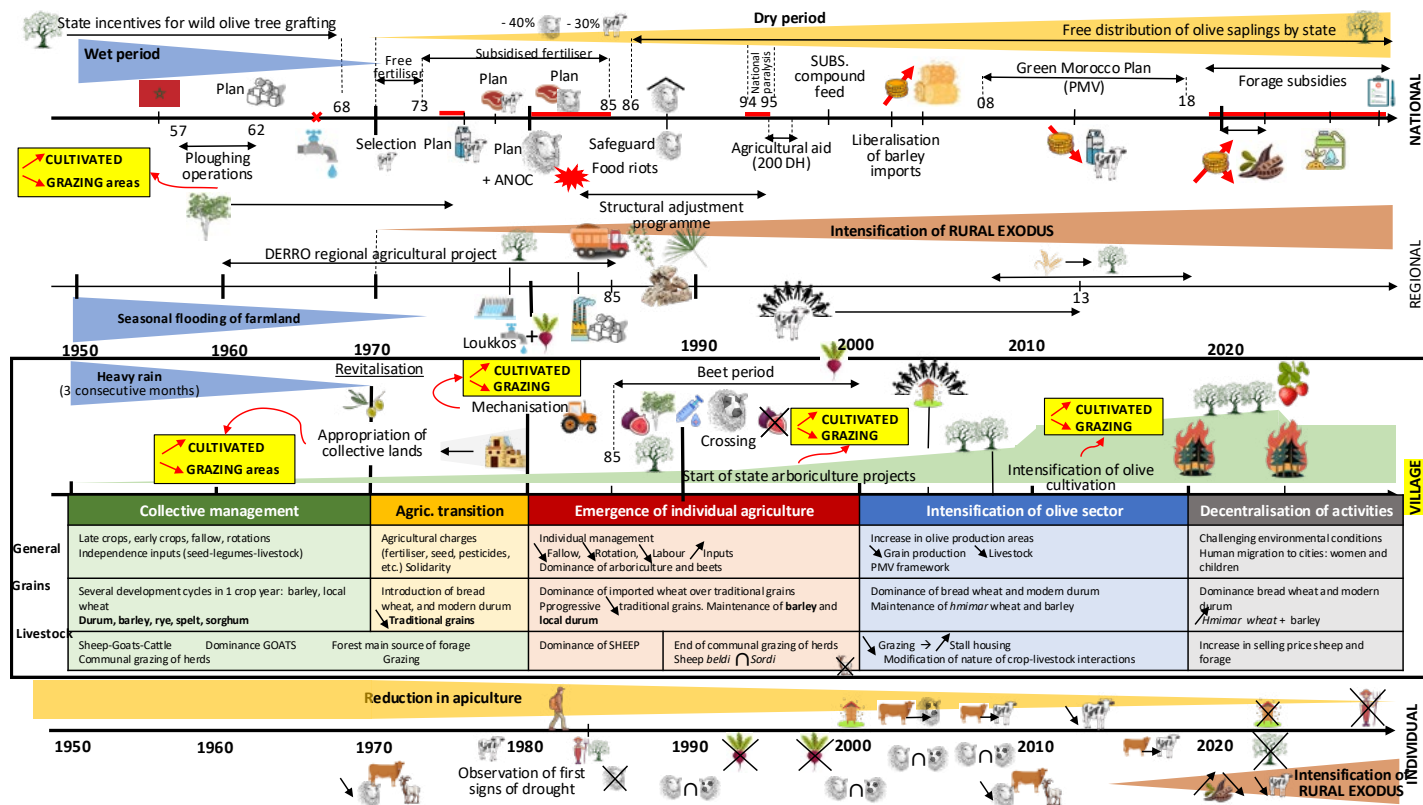 State incentives for wild olive tree grafting
- 40%
- 30%
Dry period
Free distribution of olive saplings by state
Wet period
Free
fertiliser
Subsidised fertiliser
National
paralysis
SUBS.
compound
feed
Green Morocco Plan
(PMV)
Forage subsidies
Plan
Plan
Plan
68
73
85
86
94
95
08
18
NATIONAL
57
62
Ploughing
operations
Selection
Plan
Plan
+ ANOC
Safeguard
Food riots
Agricultural aid
(200 DH)
Liberalisation
of barley
imports
CULTIVATED
GRAZING areas
Structural adjustment
programme
Intensification of RURAL EXODUS
DERRO regional agricultural project
REGIONAL
85
13
Seasonal flooding of farmland
Loukkos
+
1950
1960
1970
1990
2000
2010
2020
Heavy rain
(3 consecutive months)
Revitalisation
CULTIVATED
GRAZING
Mechanisation
Beet period
Crossing
CULTIVATED
GRAZING
CULTIVATED
GRAZING
CULTIVATED
GRAZING areas
Appropriation of
collective lands
85
Start of state arboriculture projects
Intensification of olive
cultivation
VILLAGE
Collective management
Agric. transition
Emergence of individual agriculture
Intensification of olive sector
Decentralisation of activities
General
Late crops, early crops, fallow, rotations
Independence inputs (seed-legumes-livestock)
Agricultural charges
(fertiliser, seed, pesticides,
etc.) Solidarity
Individual management
Fallow, Rotation, Labour Inputs
Dominance of arboriculture and beets
Increase in olive production areas
Grain production Livestock
PMV framework
Challenging environmental conditions
Human migration to cities: women and
children
Grains
Several development cycles in 1 crop year: barley, local
wheat
Durum, barley, rye, spelt, sorghum
Introduction of bread
wheat, and modern durum
Traditional grains
Dominance of imported wheat over traditional grains
Pprogressive traditional grains. Maintenance of barley and
local durum
Dominance of bread wheat and modern durum
Maintenance of hmimar wheat and barley
Dominance bread wheat and modern
durum
Hmimar wheat + barley
Livestock
Sheep-Goats-Cattle Dominance GOATS
Communal grazing of herds
Forest main source of forage
Grazing
Dominance of SHEEP
End of communal grazing of herds
Sheep beldi ∩ Sordi
Grazing → Stall housing
Modification of nature of crop-livestock interactions
Increase in selling price sheep and
forage
Reduction in apiculture
1950
1960
1970
1980
1990
2000
2010
2020
INDIVIDUAL
Observation of first
signs of drought
∩
∩
∩
∩
Intensification of
RURAL EXODUS